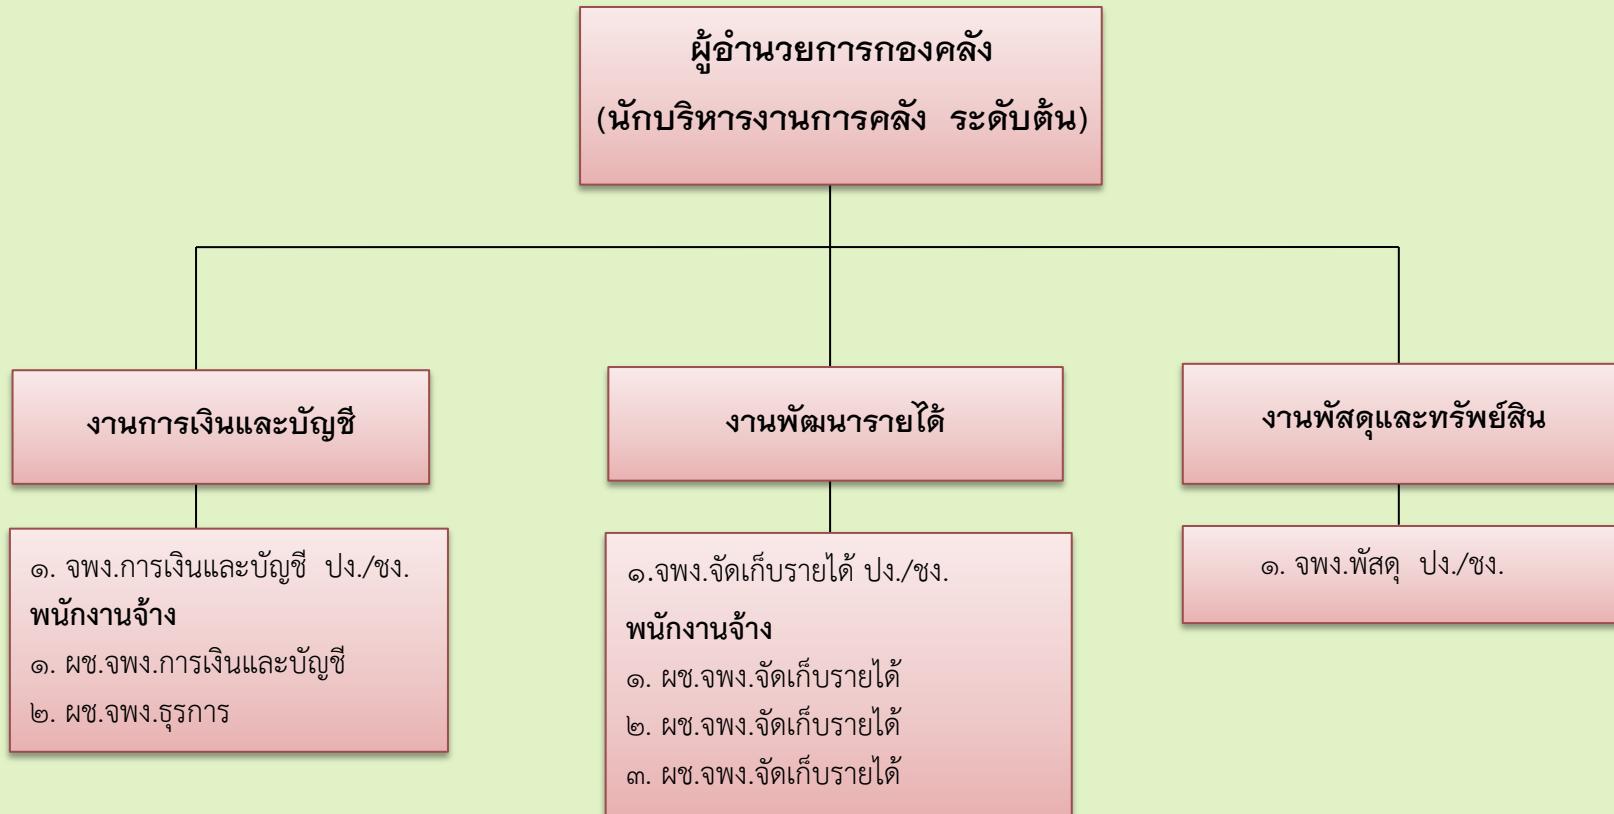 ผู้อำนวยการกองคลัง
(นักบริหารงานการคลัง ระดับต้น)
งานการเงินและบัญชี
๑. จพง.การเงินและบัญชี ปง./ชง.
พนักงานจ้าง
๑. ผช.จพง.การเงินและบัญชี
๒. ผช.จพง.ธุรการ
งานพัฒนารายได้
๑.จพง.จัดเก็บรายได้ ปง./ชง.
พนักงานจ้าง
๑. ผช.จพง.จัดเก็บรายได้
๒. ผช.จพง.จัดเก็บรายได้
๓. ผช.จพง.จัดเก็บรายได้
งานพัสดุและทรัพย์สิน
๑. จพง.พัสดุ ปง./ชง.